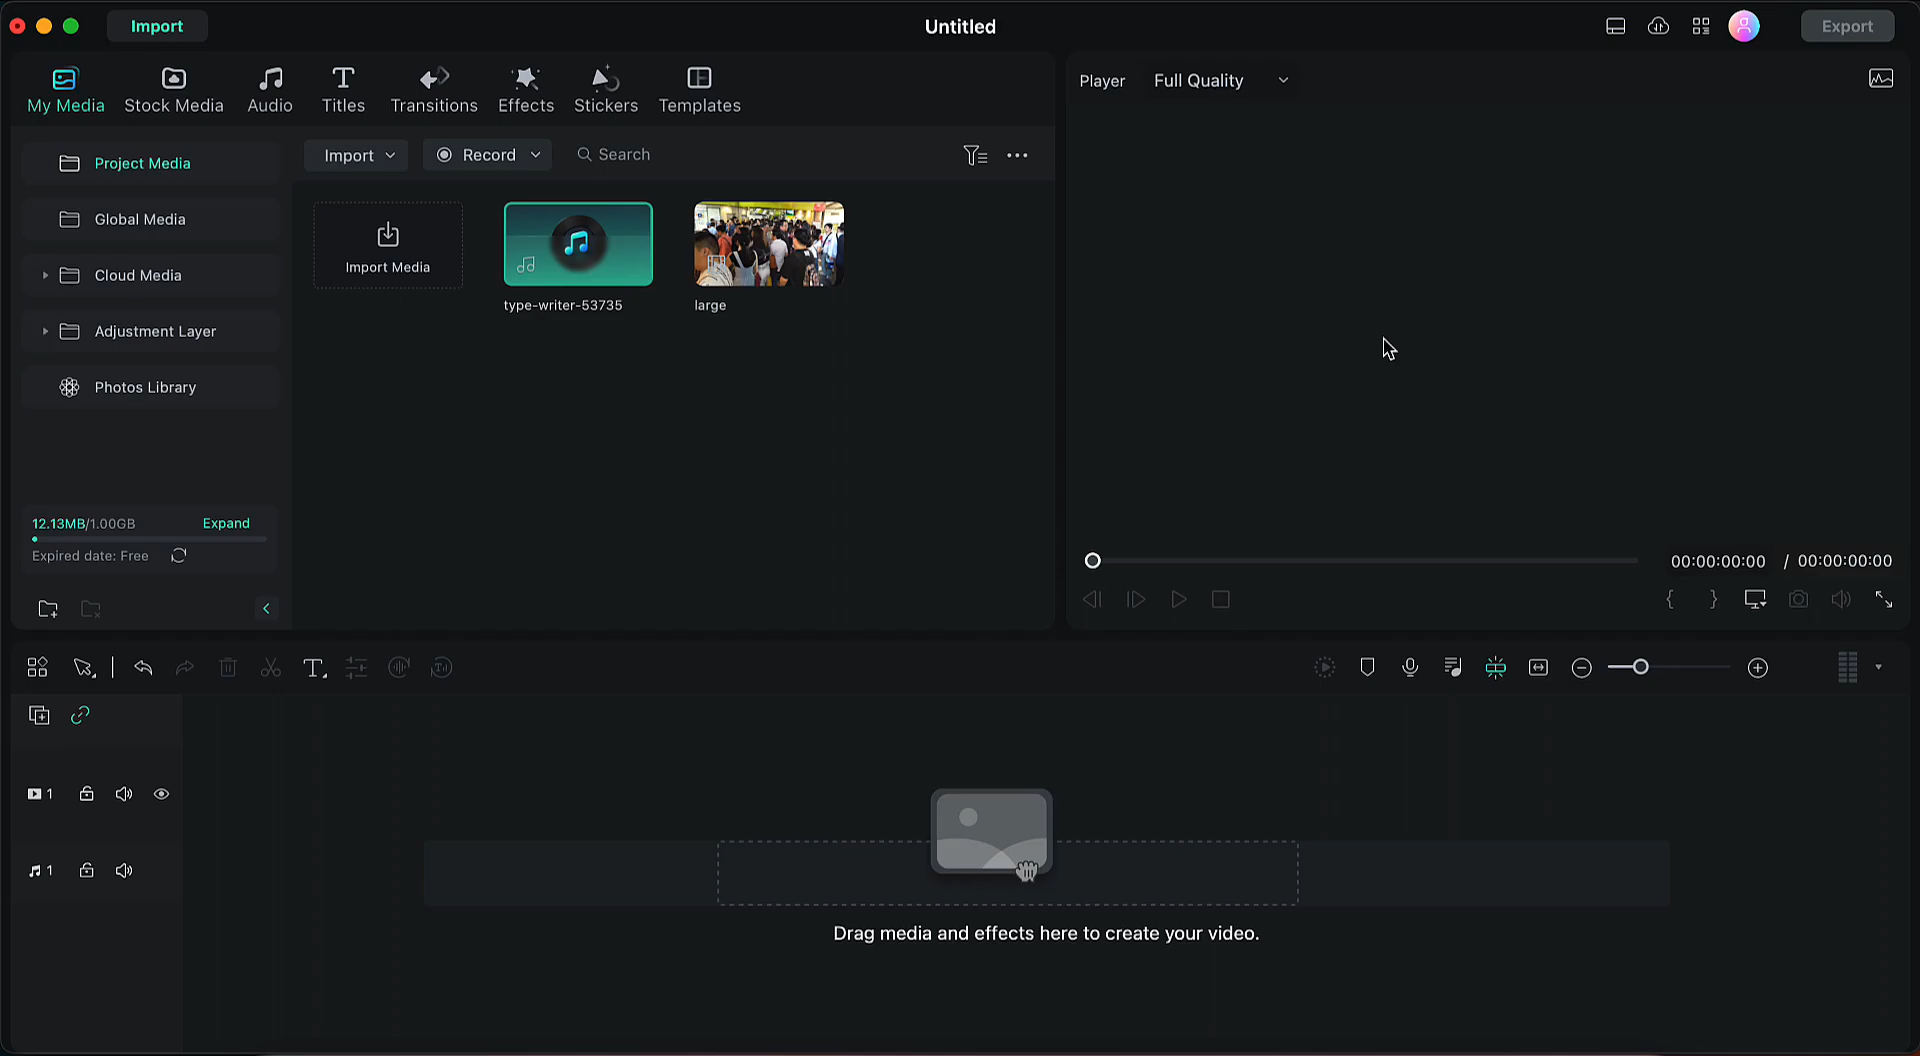 Import
Untitled
Export
My Media
Stock Media
Audio
Titles
Transitions
Effects
Stickers
Templates
Player
Full Quality
Project Media
Global Media
Cloud Media
Adjustment Layer
Photos Library
Import
Record
Search
Import Media
type-writer-53735
large
12.13MB/1.00GB
Expand
Expired date: Free
00:00:00:00 / 00:00:00:00
1
1
Drag media and effects here to create your video.